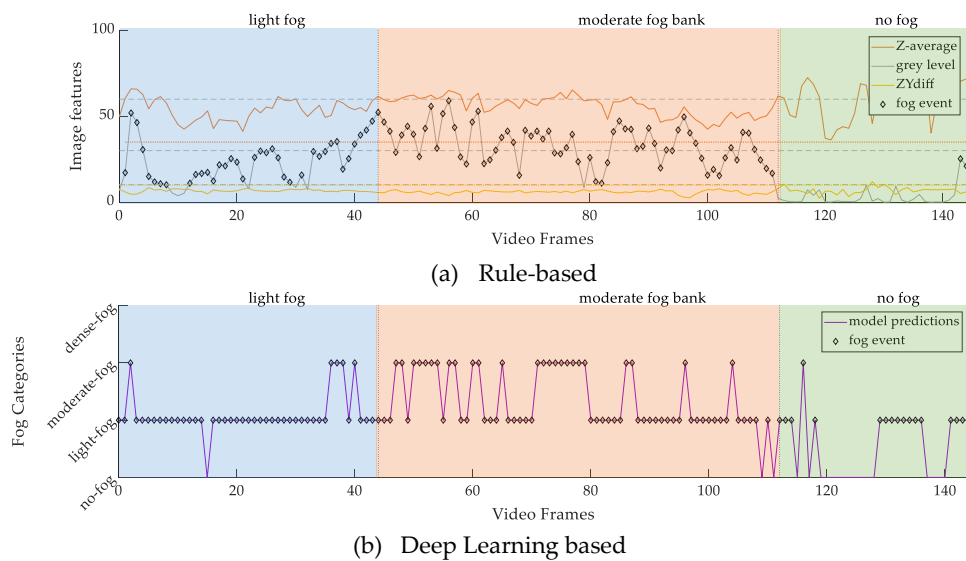 light fog moderate fog bank no fog
100
50
0
Image features
Z-average
grey level
ZYdiff
fog event
0 20 40 60 80 100 120 140
Video Frames
(a) Rule-based
light fog moderate fog bank no fog
dense-fog
moderate-fog
light-fog
no-fog
Fog Categories
model predictions
fog event
0 20 40 60 80 100 120 140
Video Frames
(b) Deep Learning based